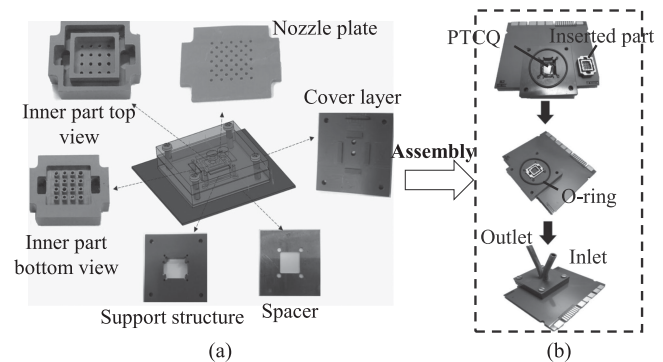 (a)
Nozzle plate
Inner part top
view
Cover layer
Inner part
bottom view
Support structure
Spacer
(a)
Assembly
(b)
PTCQ
Inserted part
O-ring
Outlet
Inlet
(b)